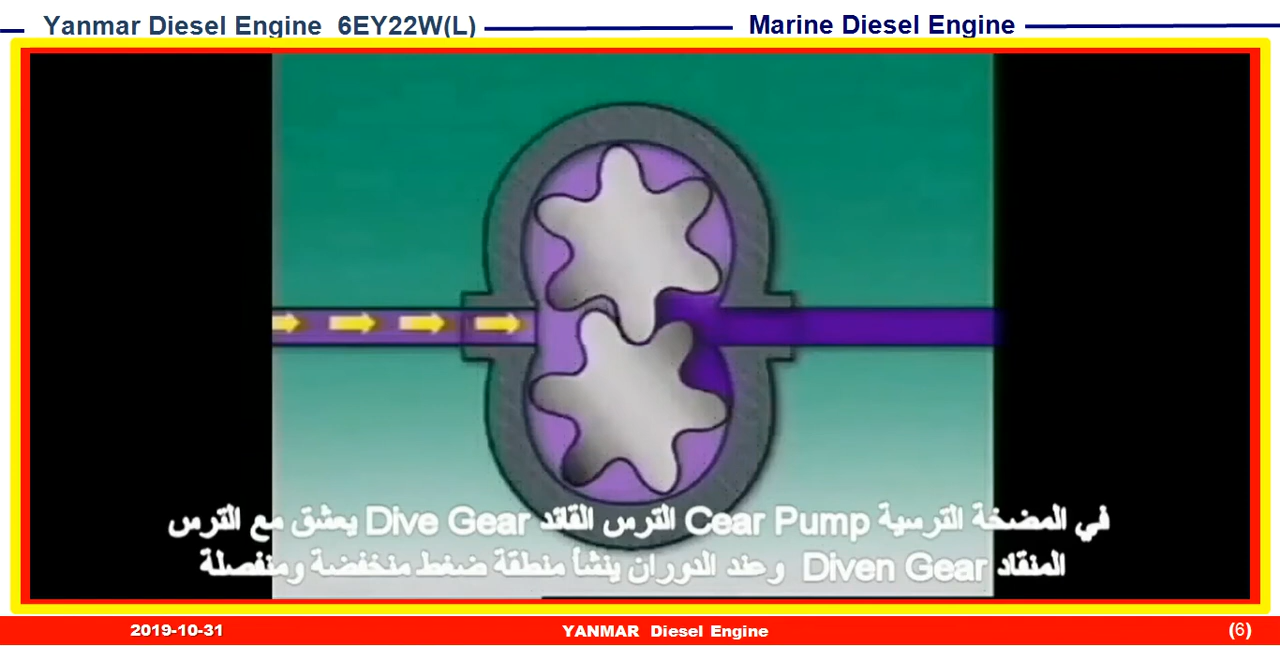 Yanmar Diesel Engine 6EY22W(L)
Marine Diesel Engine
في المضخة الترسية Cear Pump الترس القائد Dive Gear يعشق مع الترس
المنقاد Diven Gear وعند الدوران ينشأ منطقة ضغط منخفضة ومنفصلة
2019-10-31
YANMAR Diesel Engine
(6)